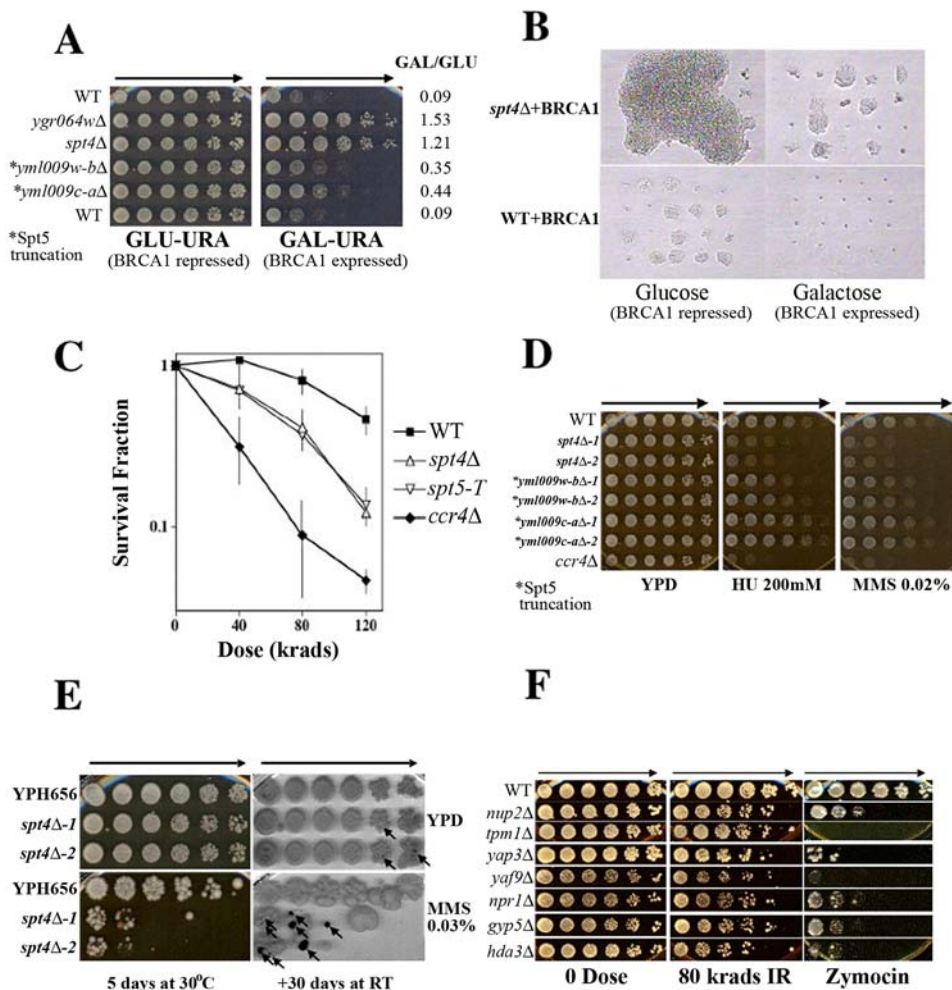 A
GAL/GLU
WT 0.09
ygr064wΔ 1.53
spt4Δ 1.21
*yml009w-bΔ 0.35
*yml009c-aΔ 0.44
WT 0.09
*Spt5 truncation
GLU-URA
(BRCA1 repressed)
GAL-URA
(BRCA1 expressed)
B
spt4Δ+BRCA1
WT+BRCA1
Glucose
(BRCA1 repressed)
Galactose
(BRCA1 expressed)
C
Survival Fraction
1
0.1
0 40 80 120
Dose (krads)
WT
spt4Δ
spt5-T
ccr4Δ
D
WT
spt4Δ-1
spt4Δ-2
*yml009w-bΔ-1
*yml009w-bΔ-2
*yml009c-aΔ-1
*yml009c-aΔ-2
ccr4Δ
*Spt5
truncation
YPD
HU 200mM
MMS 0.02%
E
YPH656
spt4Δ-1
spt4Δ-2
YPD
YPH656
spt4Δ-1
spt4Δ-2
MMS
0.03%
5 days at 30⁰C
+30 days at RT
F
WT
nup2Δ
tpm1Δ
yap3Δ
yaf9Δ
npr1Δ
gyp5Δ
hda3Δ
0 Dose
80 krads IR
Zymocin